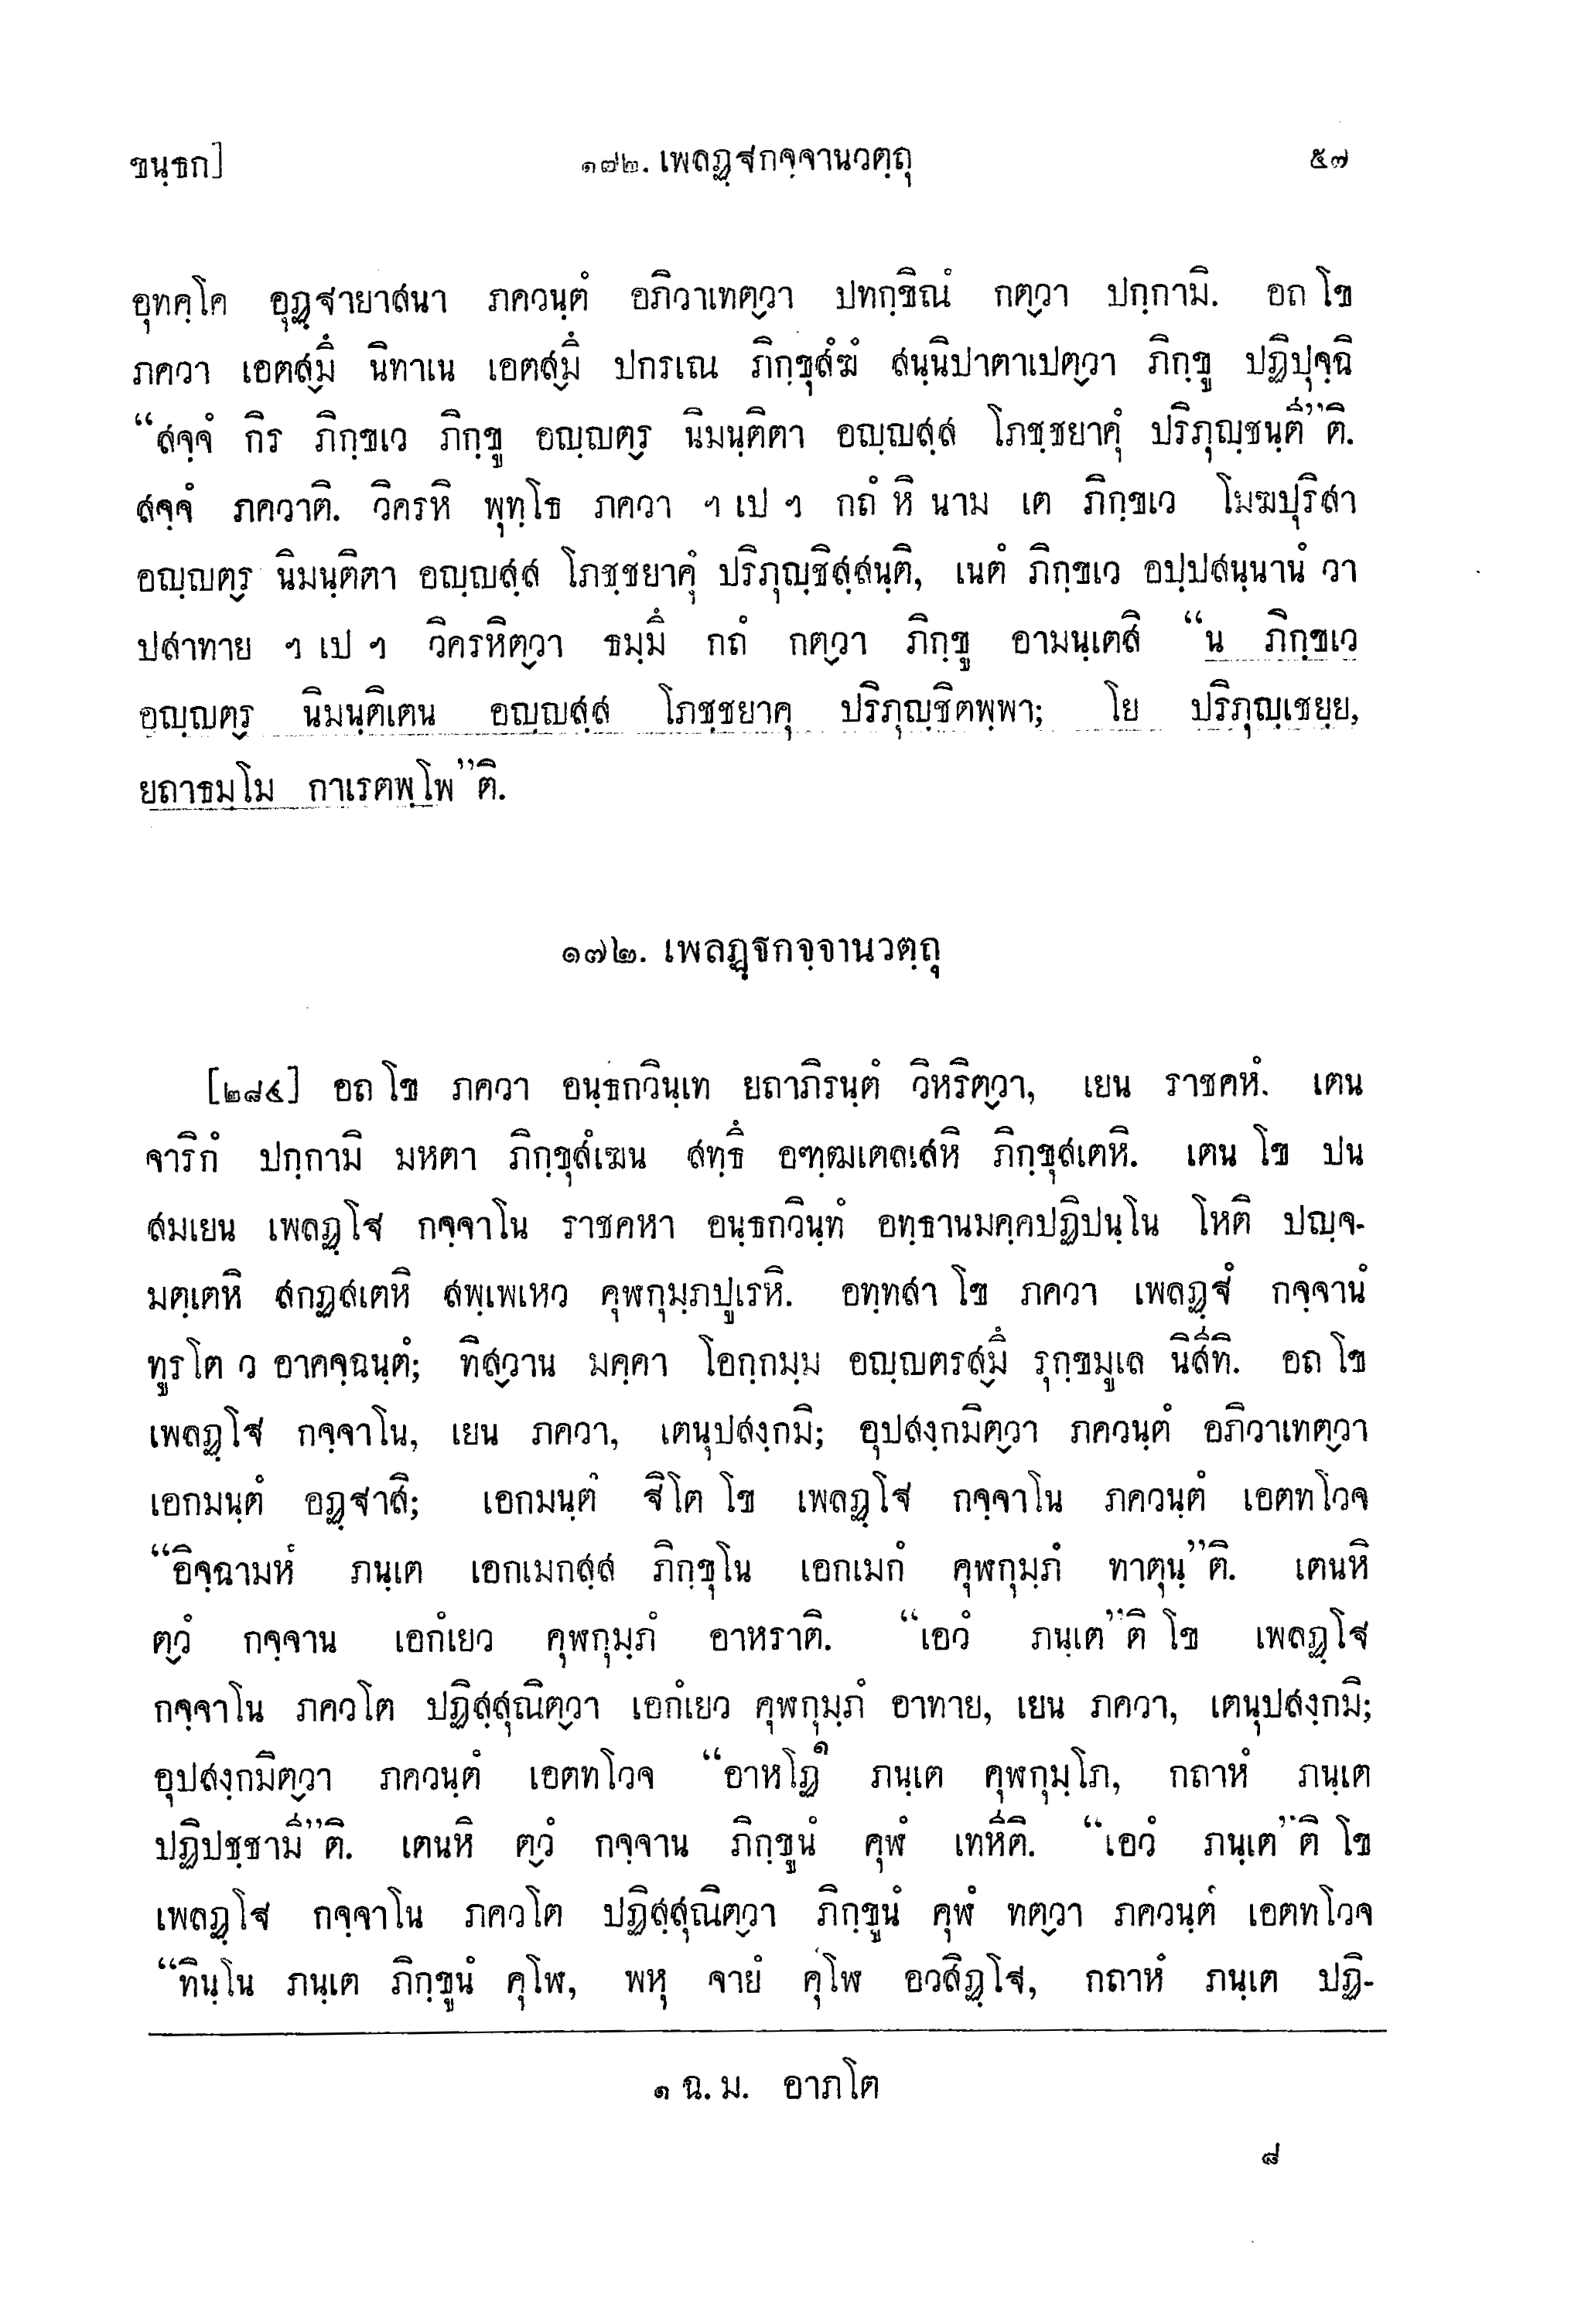 ขนฺธก]
๑๗๒. เพลฏฺฐกจฺจานวตฺถุ
๕๗
อุทคฺโค อุฏฺฐายาสนา ภควนฺตํ อภิวาเทตฺวา ปทกฺขิณํ กตฺวา ปกฺกามิ. อถ โข
ภควา เอตสฺมึ นิทาเน เอตสฺมึ ปกรเณ ภิกฺขุสํฆํ สนฺนิปาตาเปตฺวา ภิกฺขู ปฏิปุจฺฉิ
“สจฺจํ กิร ภิกฺขเว ภิกฺขู อญฺญตฺร นิมนฺติตา อญฺญสฺส โภชฺชยาคุํ ปริภุญฺชนฺตี”ติ.
สจฺจํ ภควาติ. วิครหิ พุทฺโธ ภควา ฯ เป ฯ กถํ หิ นาม เต ภิกฺขเว โมฆปุริสา
อญฺญตฺร นิมนฺติตา อญฺญสฺส โภชฺชยาคุํ ปริภุญฺชิสฺสนฺติ, เนตํ ภิกฺขเว อปฺปสนฺนานํ วา
ปสาทาย ฯ เป ฯ วิครหิตฺวา ธมฺมึ กถํ กตฺวา ภิกฺขู อามนฺเตสิ “น ภิกฺขเว
อญฺญตฺร นิมนฺติเตน อญฺญสฺส โภชฺชยาคุ ปริภุญฺชิตพฺพา; โย ปริภุญฺเชยฺย,
ยถาธมฺโม กาเรตพฺโพ”ติ.
๑๗๒. เพลฏฺฐกจฺจานวตฺถุ
[๒๘๔] อถ โข ภควา อนฺธกวินฺเท ยถาภิรนฺตํ วิหริตฺวา, เยน ราชคหํ. เตน
จาริกํ ปกฺกามิ มหตา ภิกฺขุสํเฆน สทฺธึ อฑฺฒเตลเสหิ ภิกฺขุสเตหิ. เตน โข ปน
สมเยน เพลฏฺโฐ กจฺจาโน ราชคหา อนฺธกวินฺทํ อทฺธานมคฺคปฏิปนฺโน โหติ ปญฺจ-
มตฺเตหิ สกฏสเตหิ สพฺเพเหว คุฬกุมฺภปูเรหิ. อทฺทสา โข ภควา เพลฏฺฐํ กจฺจานํ
ทูรโต ว อาคจฺฉนฺตํ; ทิสฺวาน มคฺคา โอกฺกมฺม อญฺญตรสฺมึ รุกฺขมูเล นิสีทิ. อถ โข
เพลฏฺโฐ กจฺจาโน, เยน ภควา, เตนุปสงฺกมิ; อุปสงฺกมิตฺวา ภควนฺตํ อภิวาเทตฺวา
เอกมนฺตํ อฏฺฐาสิ; เอกมนฺตํ ฐิโต โข เพลฏฺโฐ กจฺจาโน ภควนฺตํ เอตทโวจ
“อิจฺฉามหํ ภนฺเต เอกเมกสฺส ภิกฺขุโน เอกเมกํ คุฬกุมฺภํ ทาตุนฺ”ติ. เตนหิ
ตฺวํ กจฺจาน เอกํเยว คุฬกุมฺภํ อาหราติ. “เอวํ ภนฺเต”ติ โข เพลฏฺโฐ
กจฺจาโน ภควโต ปฏิสฺสุณิตฺวา เอกํเยว คุฬกุมฺภํ อาทาย, เยน ภควา, เตนุปสงฺกมิ;
อุปสงฺกมิตฺวา ภควนฺตํ เอตทโวจ “อาหโฏ๑ ภนฺเต คุฬกุมฺโภ, กถาหํ ภนฺเต
ปฏิปชฺชามี”ติ. เตนหิ ตฺวํ กจฺจาน ภิกฺขูนํ คุฬํ เทหีติ. “เอวํ ภนฺเต”ติ โข
เพลฏฺโฐ กจฺจาโน ภควโต ปฏิสฺสุณิตฺวา ภิกฺขูนํ คุฬํ ทตฺวา ภควนฺตํ เอตทโวจ
“ทินฺโน ภนฺเต ภิกฺขูนํ คุโฬ, พหุ จายํ คุโฬ อวสิฏฺโฐ, กถาหํ ภนฺเต ปฏิ-
๑ ฉ. ม. อาภโต
๘